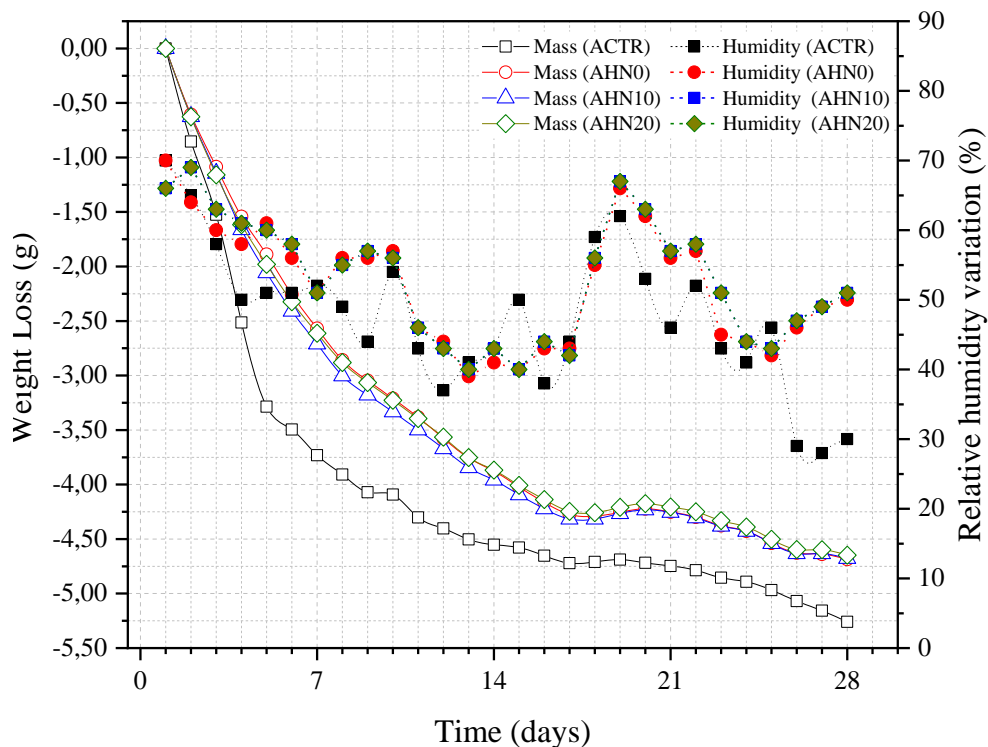 0,00
-0,50
-1,00
-1,50
-2,00
-2,50
-3,00
-3,50
-4,00
-4,50
-5,00
-5,50
Weight Loss (g)
Mass (ACTR)
Mass (AHN0)
Mass (AHN10)
Mass (AHN20)
Humidity (ACTR)
Humidity (AHN0)
Humidity (AHN10)
Humidity (AHN20)
90
80
70
60
50
40
30
20
10
0
Relative humidity variation (%)
0 7 14 21 28
Time (days)